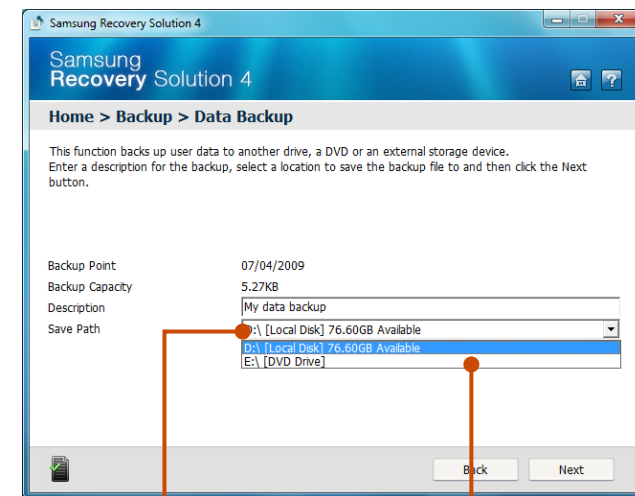 Samsung Recovery Solution 4
Samsung
Recovery Solution 4
Home > Backup > Data Backup
This function backs up user data to another drive, a DVD or an external storage device.
Enter a description for the backup, select a location to save the backup file to and then click the Next
button.
Backup Point 07/04/2009
Backup Capacity 5.27KB
Description My data backup
Save Path D:\ [Local Disk] 76.60GB Available
D:\ [Local Disk] 76.60GB Available
E:\ [DVD Drive]
Back Next